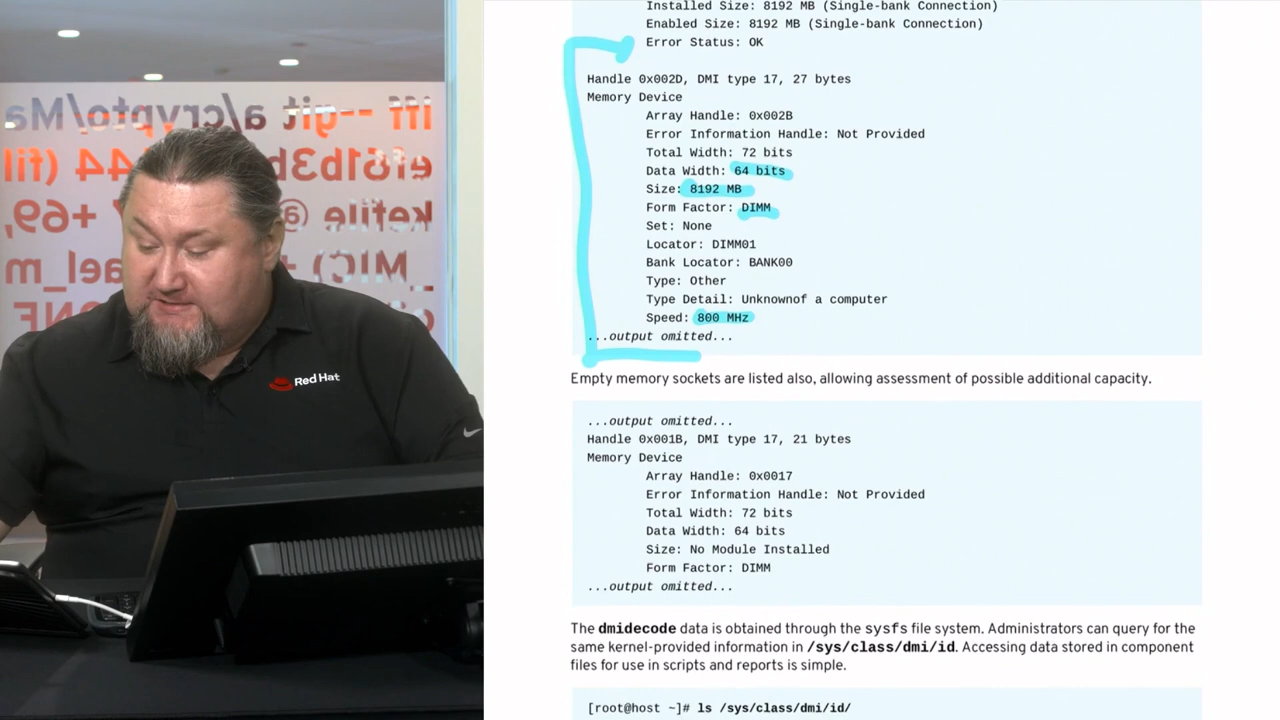 Installed Size: 8192 MB (Single-bank Connection)
Enabled Size: 8192 MB (Single-bank Connection)
Error Status: OK
Handle 0x002D, DMI type 17, 27 bytes
Memory Device
Array Handle: 0x002B
Error Information Handle: Not Provided
Total Width: 72 bits
Data Width: 64 bits
Size: 8192 MB
Form Factor: DIMM
Set: None
Locator: DIMM01
Bank Locator: BANK00
Type: Other
Type Detail: Unknownof a computer
Speed: 800 MHz
...output omitted...
Empty memory sockets are listed also, allowing assessment of possible additional capacity.
...output omitted...
Handle 0x001B, DMI type 17, 21 bytes
Memory Device
Array Handle: 0x0017
Error Information Handle: Not Provided
Total Width: 72 bits
Data Width: 64 bits
Size: No Module Installed
Form Factor: DIMM
...output omitted...
The dmidecode data is obtained through the sysfs file system. Administrators can query for the
same kernel-provided information in /sys/class/dmi/id. Accessing data stored in component
files for use in scripts and reports is simple.
[root@host ~]# ls /sys/class/dmi/id/
Red Hat